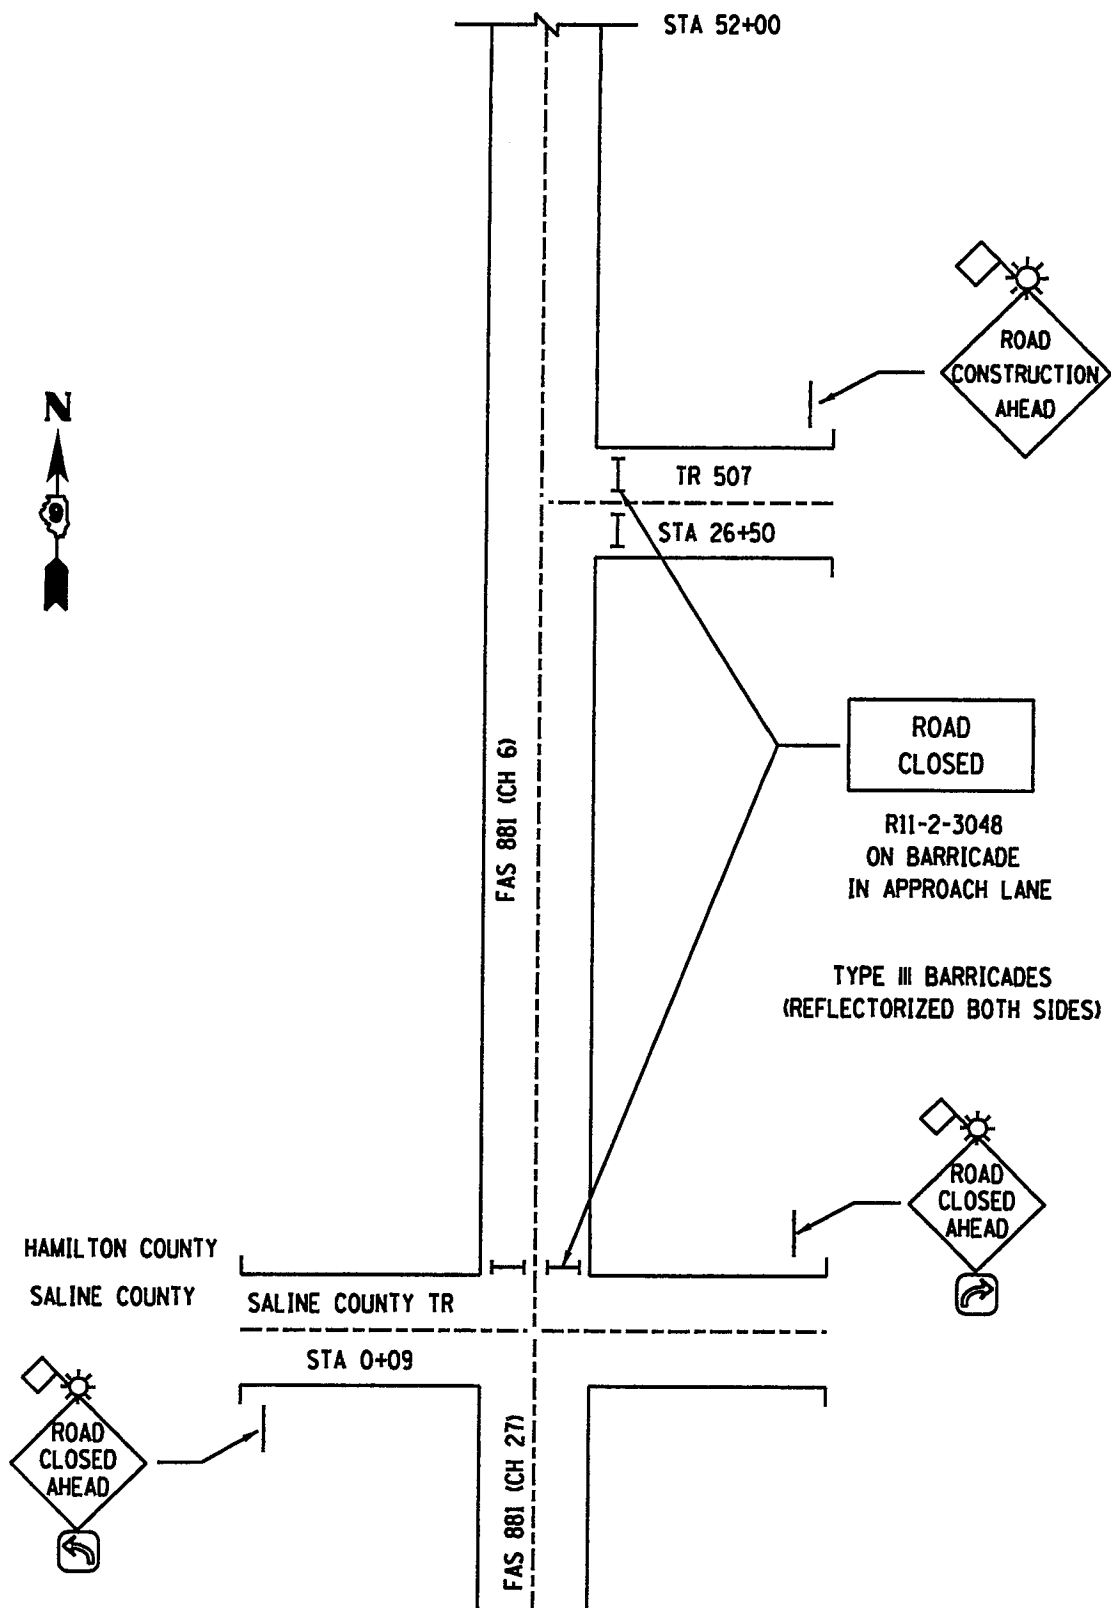 STA 52+00
ROAD
CONSTRUCTION
AHEAD
N
9
TR 507
STA 26+50
FAS 881 (CH 6)
ROAD
CLOSED
R11-2-3048
ON BARRICADE
IN APPROACH LANE
TYPE III BARRICADES
(REFLECTORIZED BOTH SIDES)
ROAD
CLOSED
AHEAD
HAMILTON COUNTY
SALINE COUNTY
SALINE COUNTY TR
STA 0+09
ROAD
CLOSED
AHEAD
FAS 881 (CH 27)